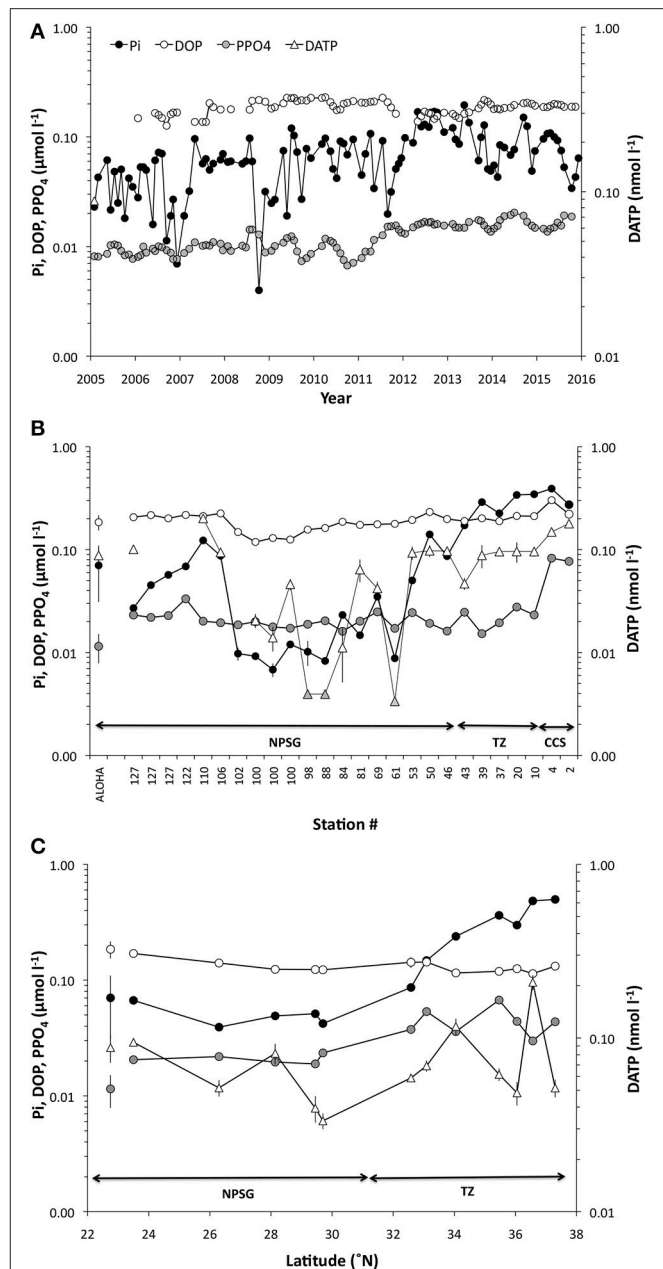 A
Pi DOP PPO4 DATP
1.00
0.10
0.01
0.00
Pi, DOP, PPO₄ (µmol l⁻¹)
1.00
0.10
0.01
DATP (nmol l⁻¹)
2005 2006 2007 2008 2009 2010 2011 2012 2013 2014 2015 2016
Year
B
1.00
0.10
0.01
0.00
Pi, DOP, PPO₄ (µmol l⁻¹)
1.00
0.10
0.01
0.00
DATP (nmol l⁻¹)
NPSG TZ CCS
ALOHA 127 127 127 122 110 106 102 100 100 100 98 88 84 81 69 61 53 50 46 43 39 37 20 10 4 2
Station #
C
1.00
0.10
0.01
0.00
Pi, DOP, PPO₄ (µmol l⁻¹)
1.00
0.10
0.01
DATP (nmol l⁻¹)
NPSG TZ
22 24 26 28 30 32 34 36 38
Latitude (˚N)